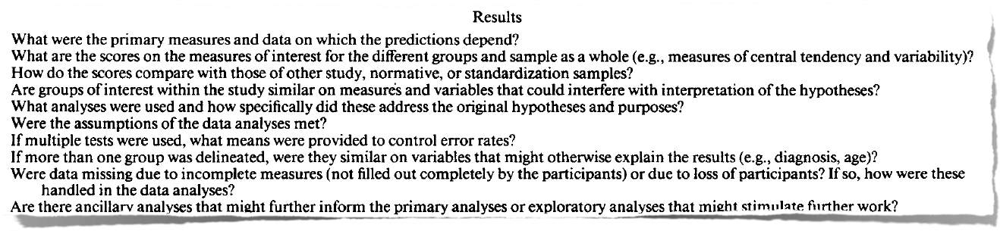 Results
What were the primary measures and data on which the predictions depend?
What are the scores on the measures of interest for the different groups and sample as a whole (e.g., measures of central tendency and variability)?
How do the scores compare with those of other study, normative, or standardization samples?
Are groups of interest within the study similar on measures and variables that could interfere with interpretation of the hypotheses?
What analyses were used and how specifically did these address the original hypotheses and purposes?
Were the assumptions of the data analyses met?
If multiple tests were used, what means were provided to control error rates?
If more than one group was delineated, were they similar on variables that might otherwise explain the results (e.g., diagnosis, age)?
Were data missing due to incomplete measures (not filled out completely by the participants) or due to loss of participants? If so, how were these
handled in the data analyses?
Are there ancillary analyses that might further inform the primary analyses or exploratory analyses that might stimulate further work?